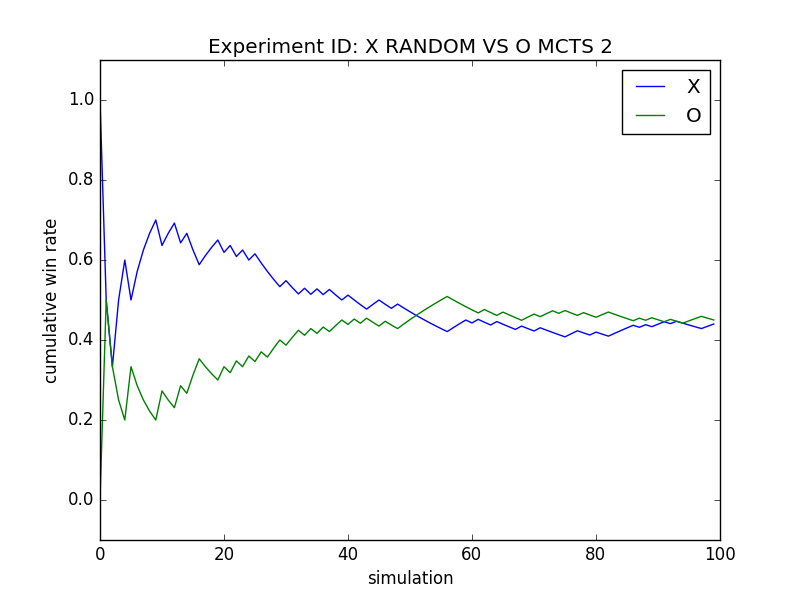 Experiment ID: X RANDOM VS O MCTS 2
X
O
1.0
0.8
0.6
0.4
0.2
0.0
cumulative win rate
0 20 40 60 80 100
simulation